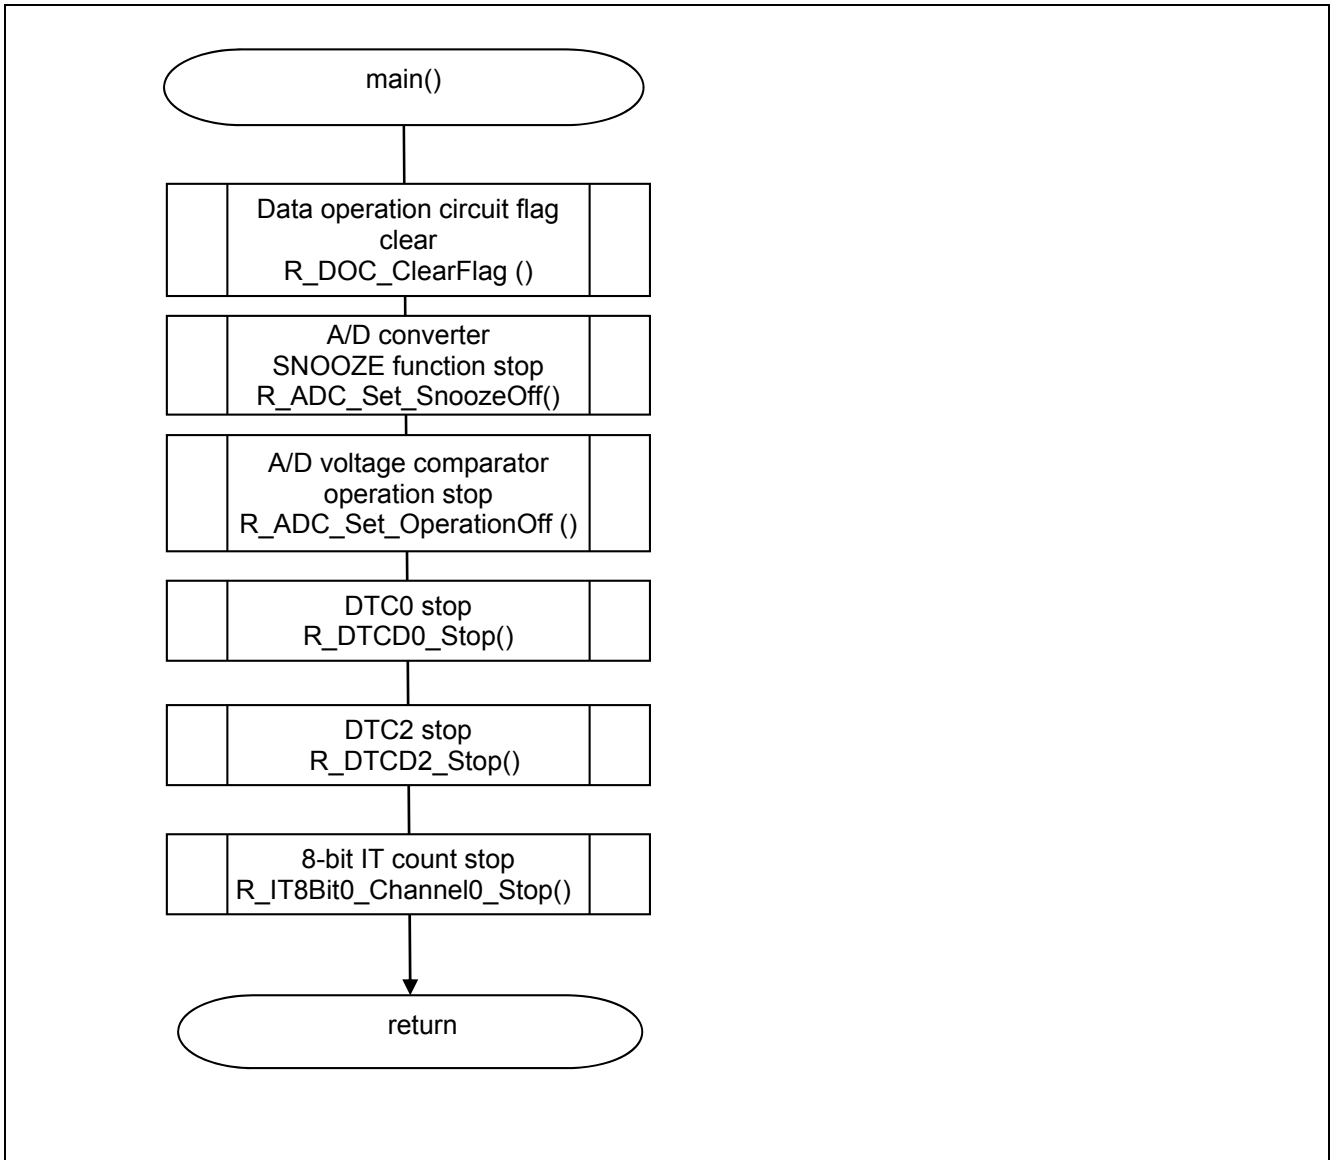 main()
Data operation circuit flag
clear
R_DOC_ClearFlag ()
A/D converter
SNOOZE function stop
R_ADC_Set_SnoozeOff()
A/D voltage comparator
operation stop
R_ADC_Set_OperationOff ()
DTC0 stop
R_DTCD0_Stop()
DTC2 stop
R_DTCD2_Stop()
8-bit IT count stop
R_IT8Bit0_Channel0_Stop()
return